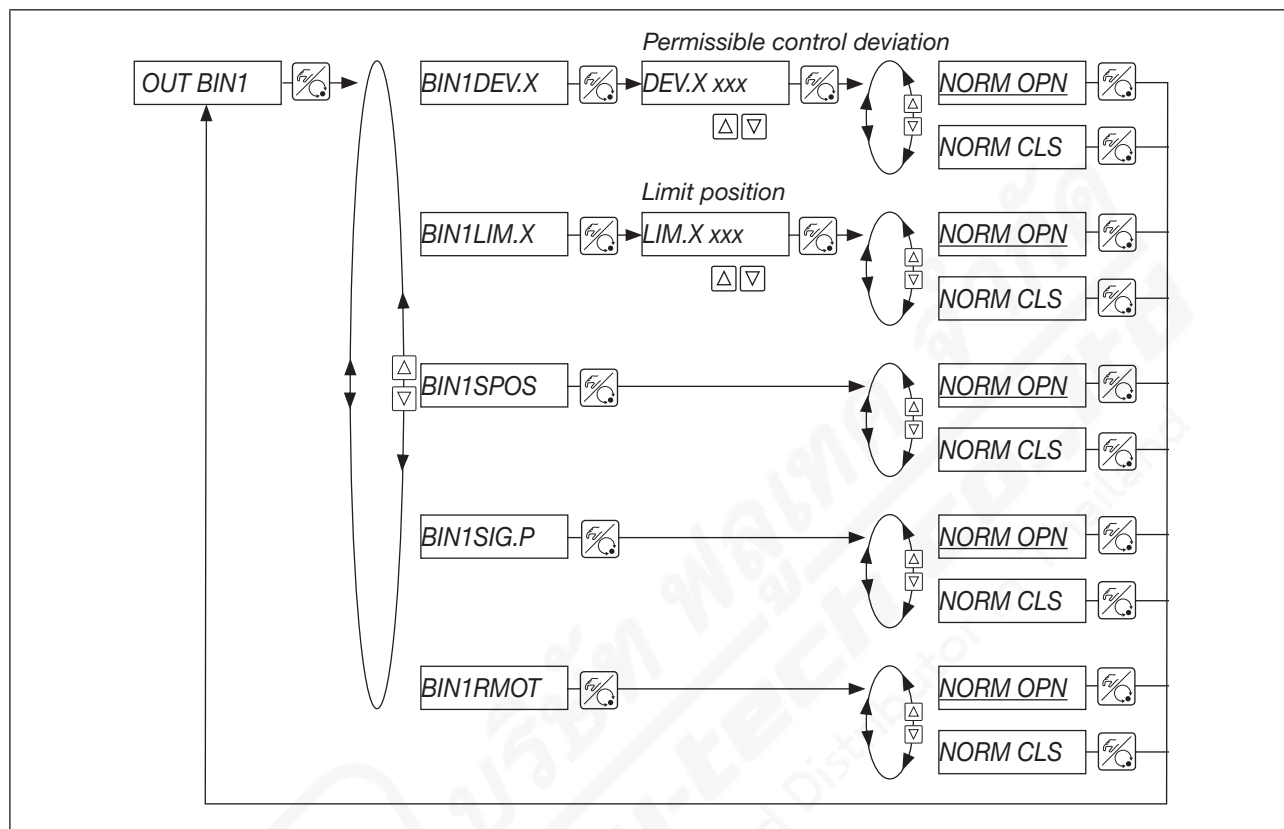 Permissible control deviation
OUT BIN1
BIN1DEV.X
DEV.X xxx
NORM OPN
NORM CLS
Limit position
BIN1LIM.X
LIM.X xxx
NORM OPN
NORM CLS
BIN1SPOS
NORM OPN
NORM CLS
BIN1SIG.P
NORM OPN
NORM CLS
BIN1RMOT
NORM OPN
NORM CLS